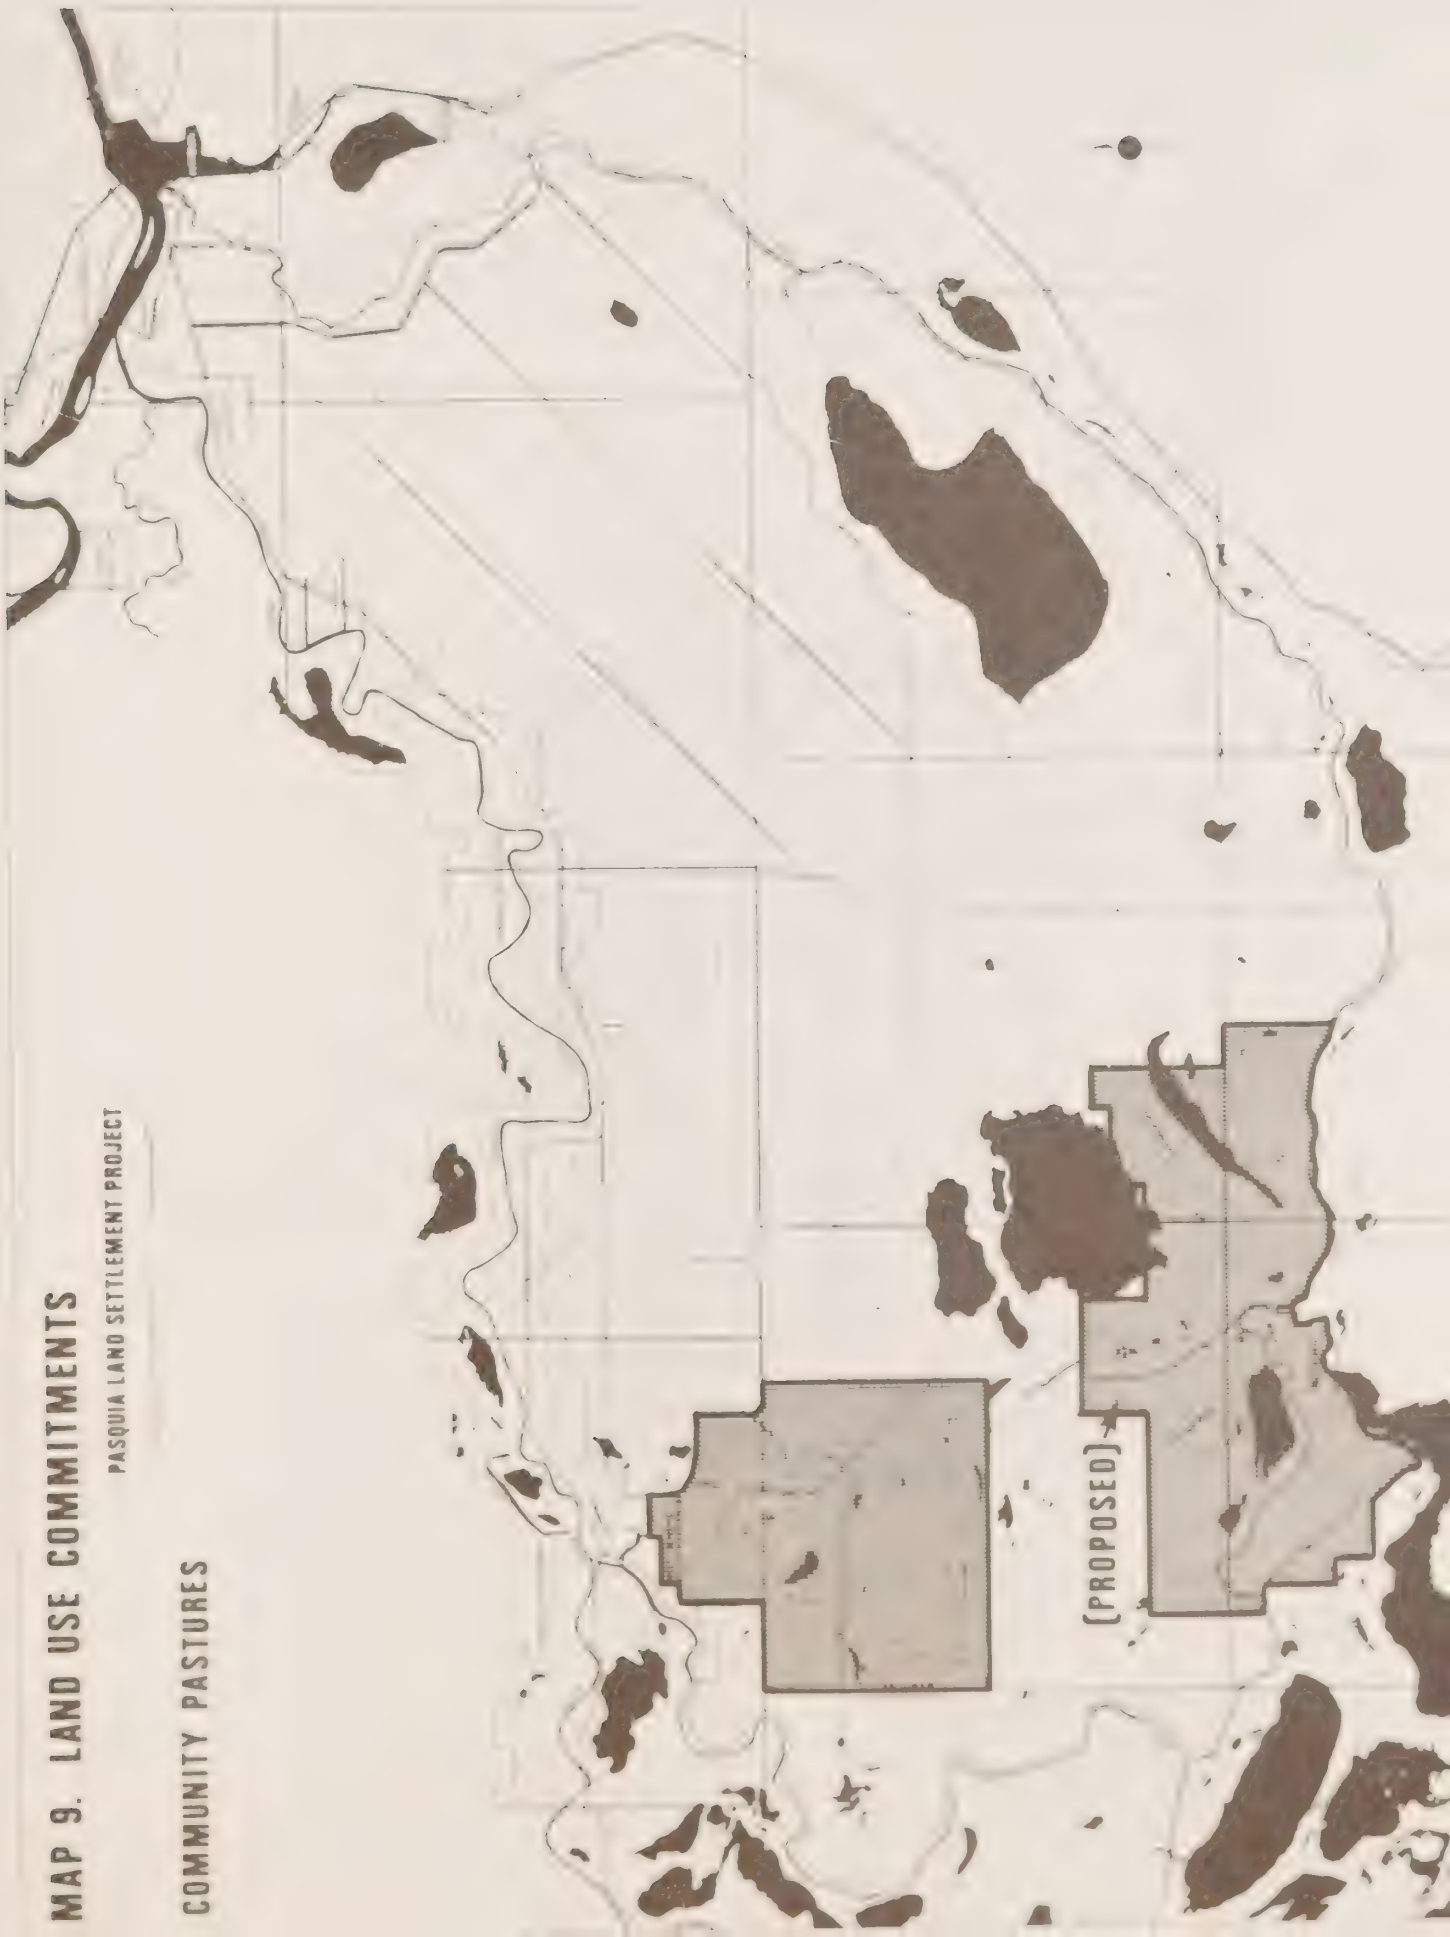 MAP 9. LAND USE COMMITMENTS
PASQUIA LAND SETTLEMENT PROJECT
COMMUNITY PASTURES
(PROPOSED)